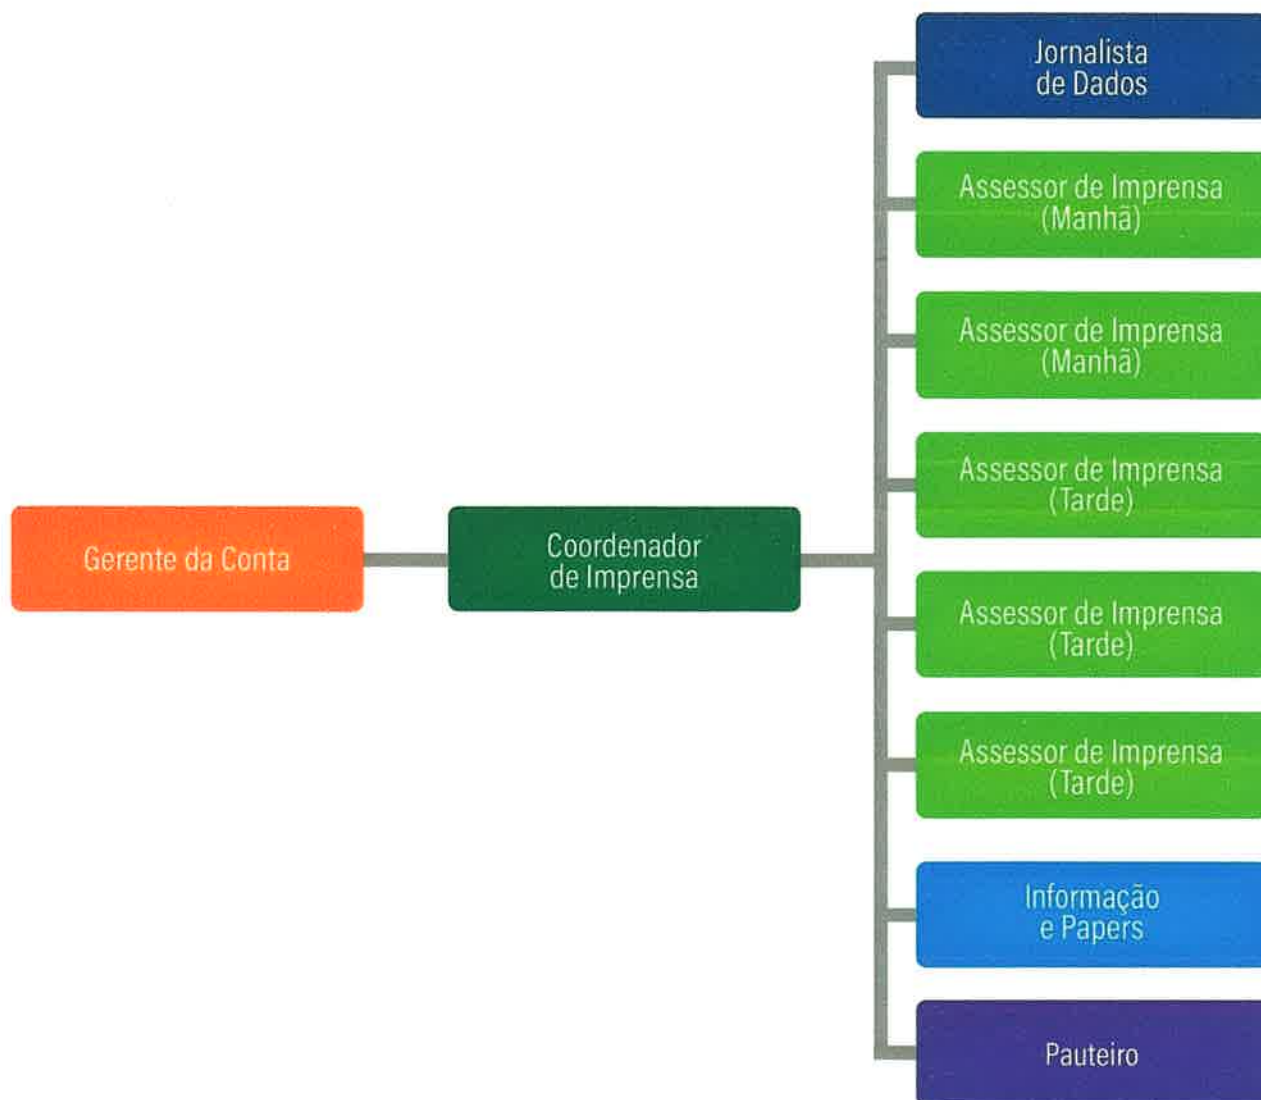 Jornalista
de Dados
Assessor de Imprensa
(Manhã)
Assessor de Imprensa
(Manhã)
Assessor de Imprensa
(Tarde)
Gerente da Conta
Coordenador
de Imprensa
Assessor de Imprensa
(Tarde)
Assessor de Imprensa
(Tarde)
Informação
e Papers
Pauteiro